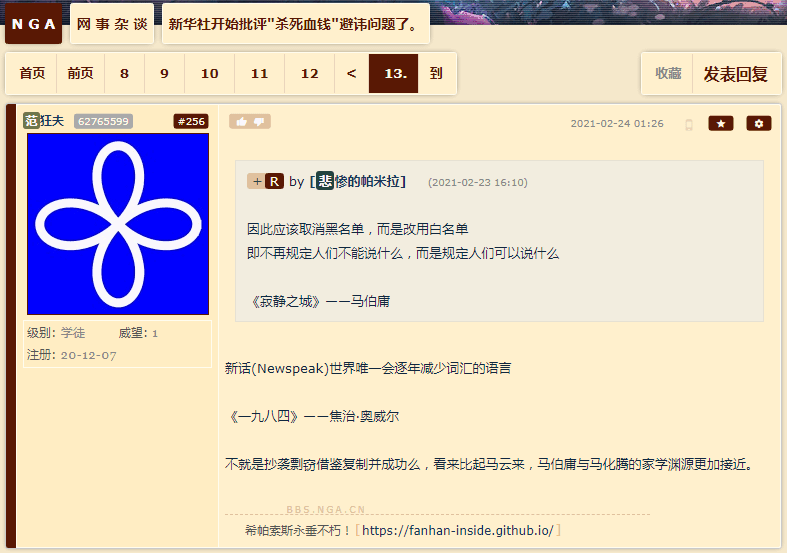 NGA 网事杂谈 新华社开始批评"杀死血钱"避讳问题了。
首页 前页 8 9 10 11 12 < 13. 到 收藏 发表回复
范狂夫 62765599 #256 2021-02-24 01:26
+R by [悲惨的帕米拉] (2021-02-23 16:10)
因此应该取消黑名单，而是改用白名单
即不再规定人们不能说什么，而是规定人们可以说什么
《寂静之城》——马伯庸
级别: 学徒 威望: 1
注册: 20-12-07
新话(Newspeak)世界唯一会逐年减少词汇的语言
《一九八四》——焦治·奥威尔
不就是抄袭剽窃借鉴复制并成功么，看来比起马云来，马伯庸与马化腾的家学渊源更加接近。
BBS.NGA.CN
希帕索斯永垂不朽！[https://fanhan-inside.github.io/]